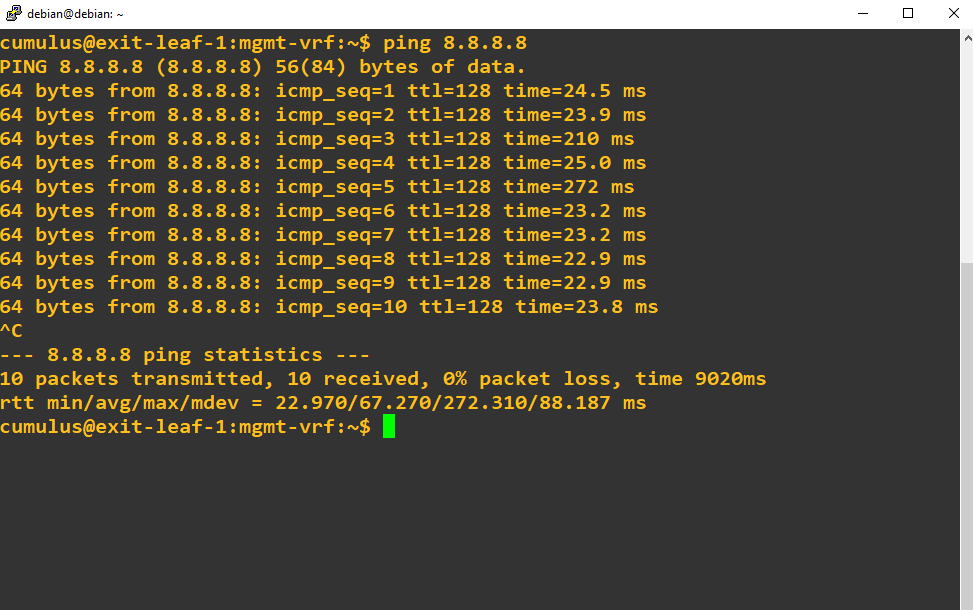 debian@debian: ~
cumulus@exit-leaf-1:mgmt-vrf:~$ ping 8.8.8.8
PING 8.8.8.8 (8.8.8.8) 56(84) bytes of data.
64 bytes from 8.8.8.8: icmp_seq=1 ttl=128 time=24.5 ms
64 bytes from 8.8.8.8: icmp_seq=2 ttl=128 time=23.9 ms
64 bytes from 8.8.8.8: icmp_seq=3 ttl=128 time=210 ms
64 bytes from 8.8.8.8: icmp_seq=4 ttl=128 time=25.0 ms
64 bytes from 8.8.8.8: icmp_seq=5 ttl=128 time=272 ms
64 bytes from 8.8.8.8: icmp_seq=6 ttl=128 time=23.2 ms
64 bytes from 8.8.8.8: icmp_seq=7 ttl=128 time=23.2 ms
64 bytes from 8.8.8.8: icmp_seq=8 ttl=128 time=22.9 ms
64 bytes from 8.8.8.8: icmp_seq=9 ttl=128 time=22.9 ms
64 bytes from 8.8.8.8: icmp_seq=10 ttl=128 time=23.8 ms
^C
--- 8.8.8.8 ping statistics ---
10 packets transmitted, 10 received, 0% packet loss, time 9020ms
rtt min/avg/max/mdev = 22.970/67.270/272.310/88.187 ms
cumulus@exit-leaf-1:mgmt-vrf:~$